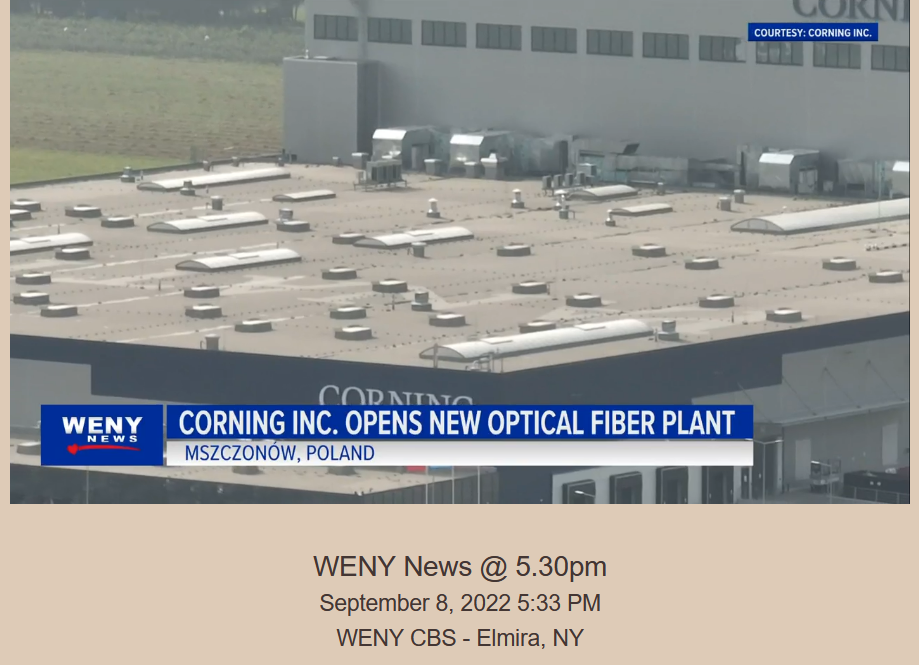 CORNI
COURTESY: CORNING INC.
CORNING
WENY
NEWS
CORNING INC. OPENS NEW OPTICAL FIBER PLANT
MSZCZONÓW, POLAND
WENY News @ 5.30pm
September 8, 2022 5:33 PM
WENY CBS - Elmira, NY